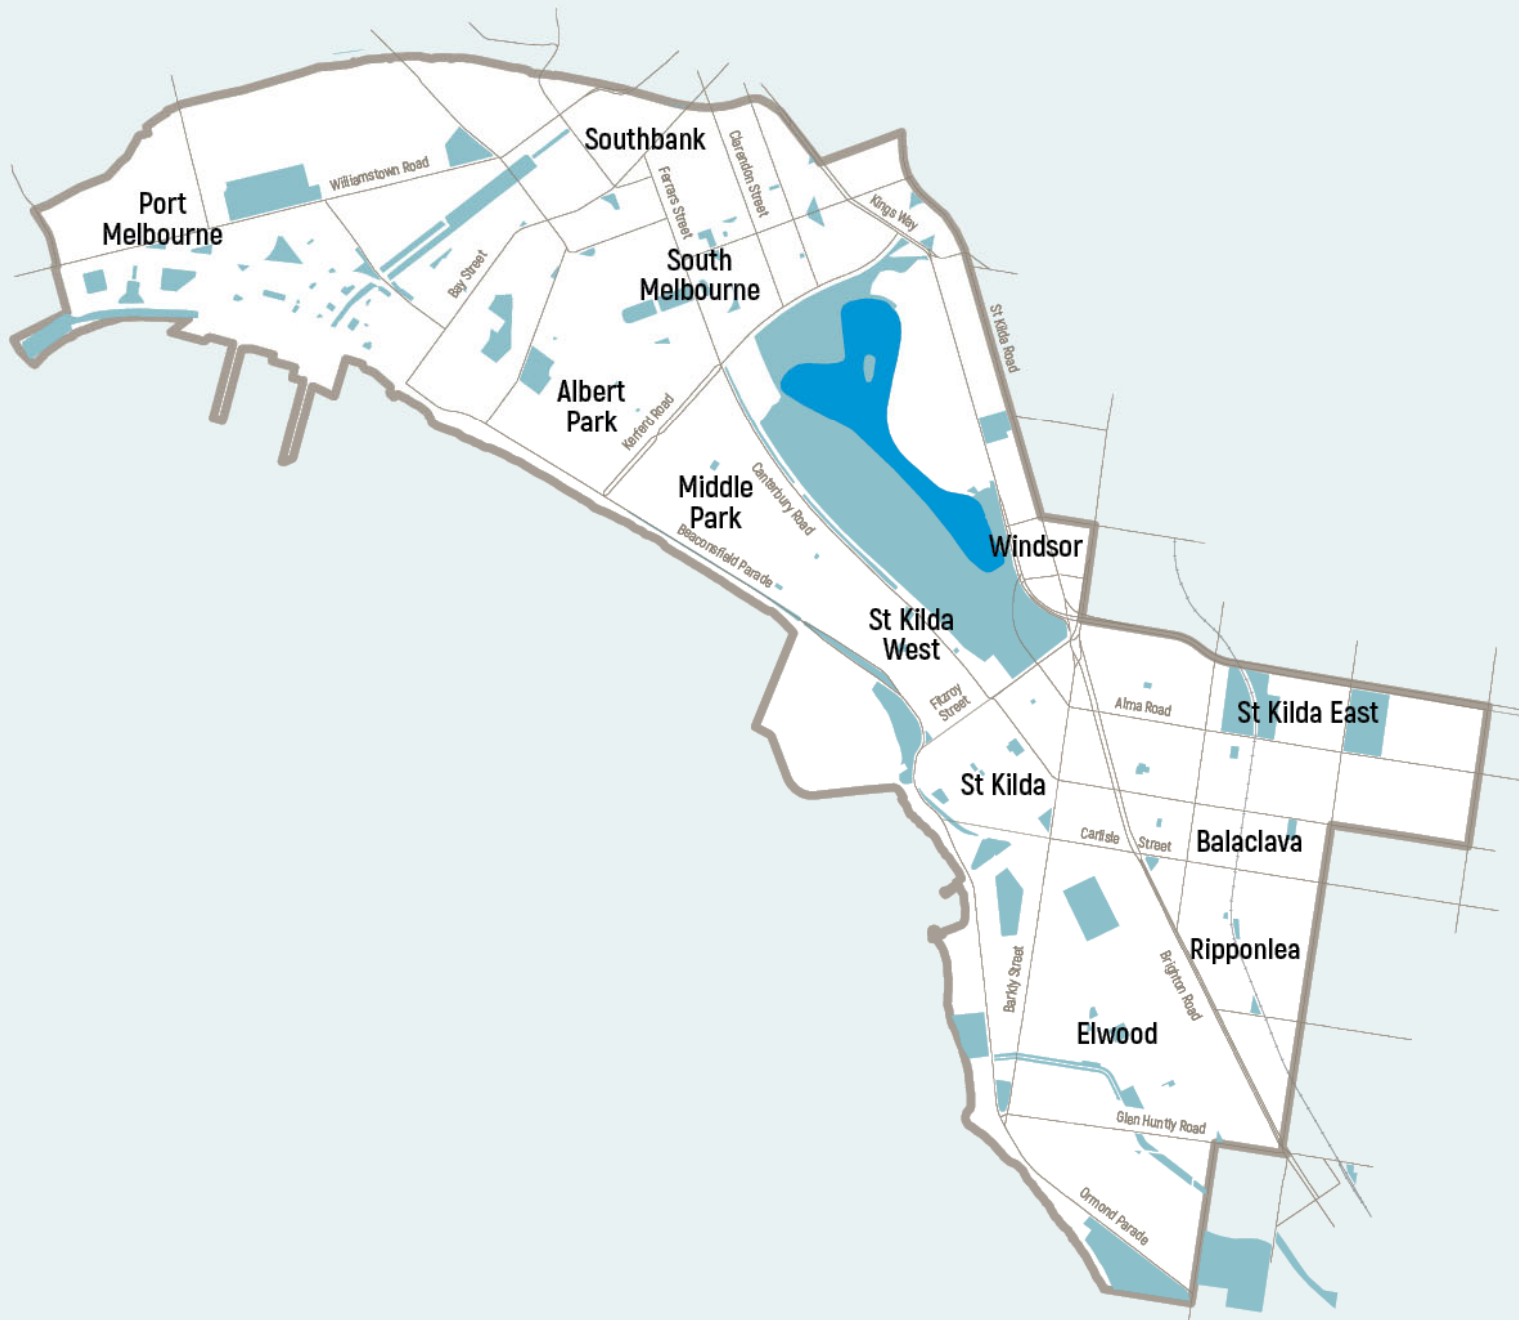 Southbank
Clarendon Street
Williamstown Road
Ferrars Street
Port
Melbourne
Kings Way
Bay Street
South
Melbourne
St Kilda Road
Albert
Park
Kerferd Road
Middle
Park
Canterbury Road
Beaconsfield Parade
Windsor
St Kilda
West
Fitzroy
Street
Alma Road
St Kilda East
St Kilda
Carlisle Street
Balaclava
Ripponlea
Barkly Street
Brighton Road
Elwood
Glen Huntly Road
Ormond Parade